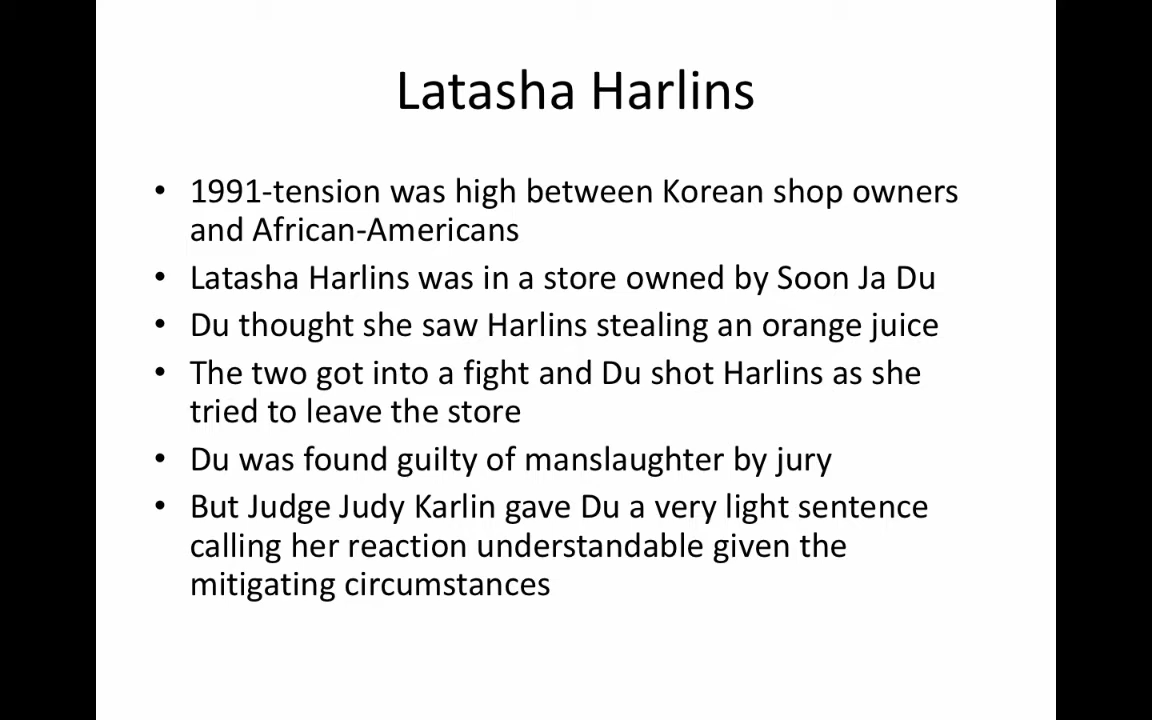 Latasha Harlins
• 1991-tension was high between Korean shop owners
and African-Americans
• Latasha Harlins was in a store owned by Soon Ja Du
• Du thought she saw Harlins stealing an orange juice
• The two got into a fight and Du shot Harlins as she
tried to leave the store
• Du was found guilty of manslaughter by jury
• But Judge Judy Karlin gave Du a very light sentence
calling her reaction understandable given the
mitigating circumstances